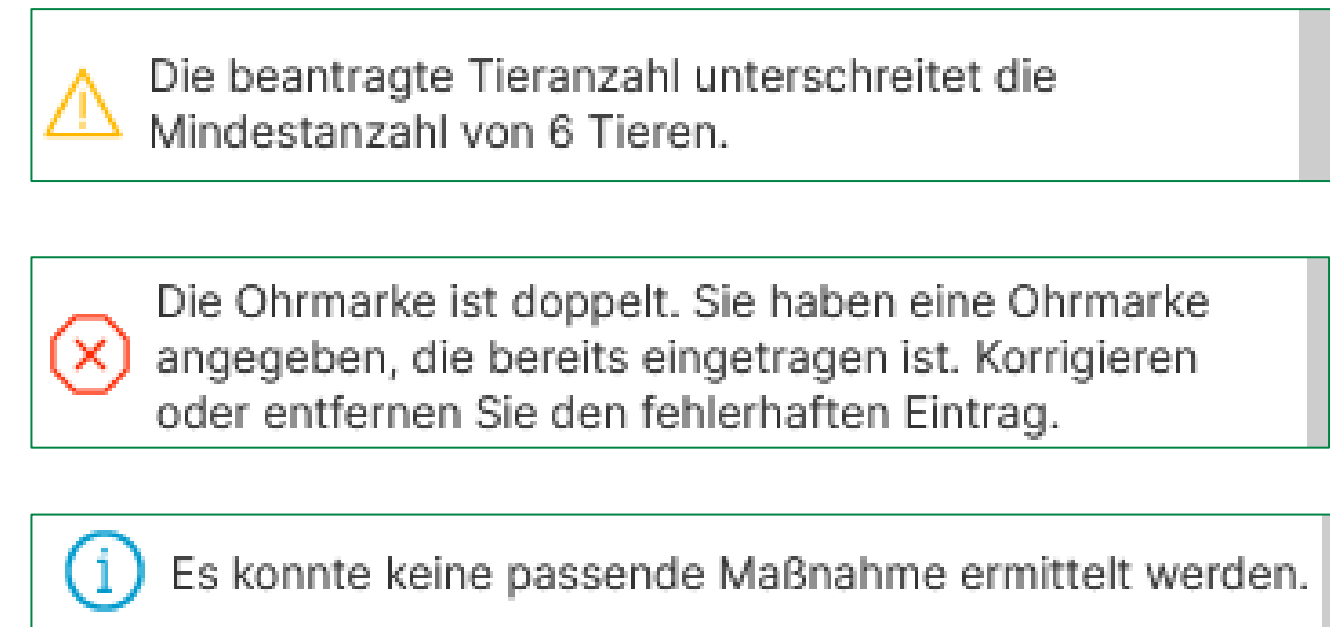 Die beantragte Tieranzahl unterschreitet die
Mindestanzahl von 6 Tieren.
Die Ohrmarke ist doppelt. Sie haben eine Ohrmarke
angegeben, die bereits eingetragen ist. Korrigieren
oder entfernen Sie den fehlerhaften Eintrag.
Es konnte keine passende Maßnahme ermittelt werden.